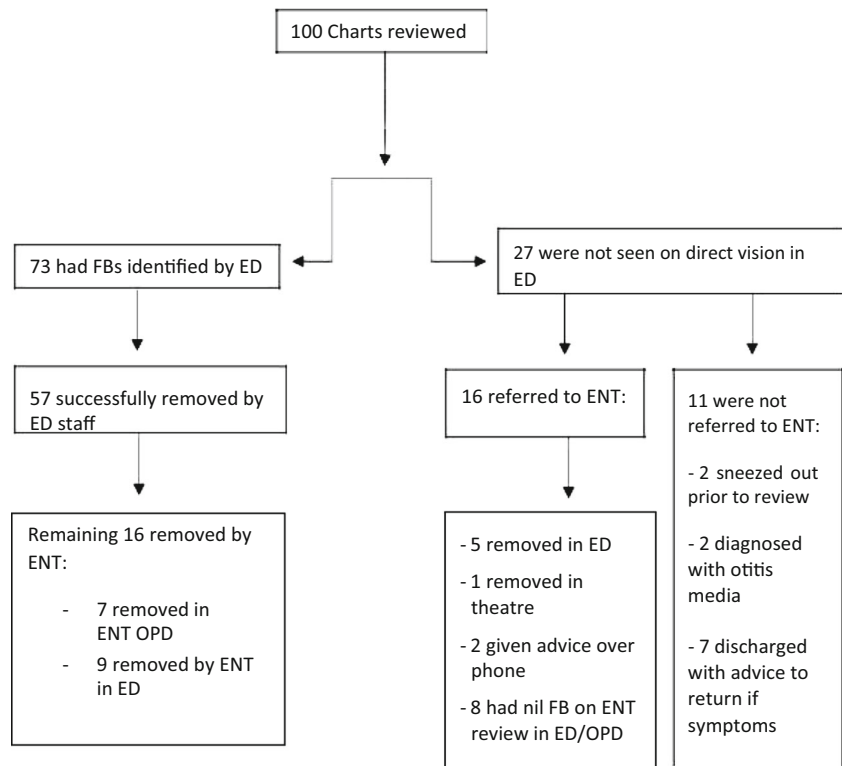 100 Charts reviewed
73 had FBs identified by ED
27 were not seen on direct vision in
ED
57 successfully removed by
ED staff
16 referred to ENT:
11 were not
referred to ENT:
- 2 sneezed out
prior to review
- 2 diagnosed
with otitis
media
- 7 discharged
with advice to
return if
symptoms
Remaining 16 removed by
ENT:
- 7 removed in
ENT OPD
- 9 removed by ENT
in ED
- 5 removed in ED
- 1 removed in
theatre
- 2 given advice over
phone
- 8 had nil FB on ENT
review in ED/OPD